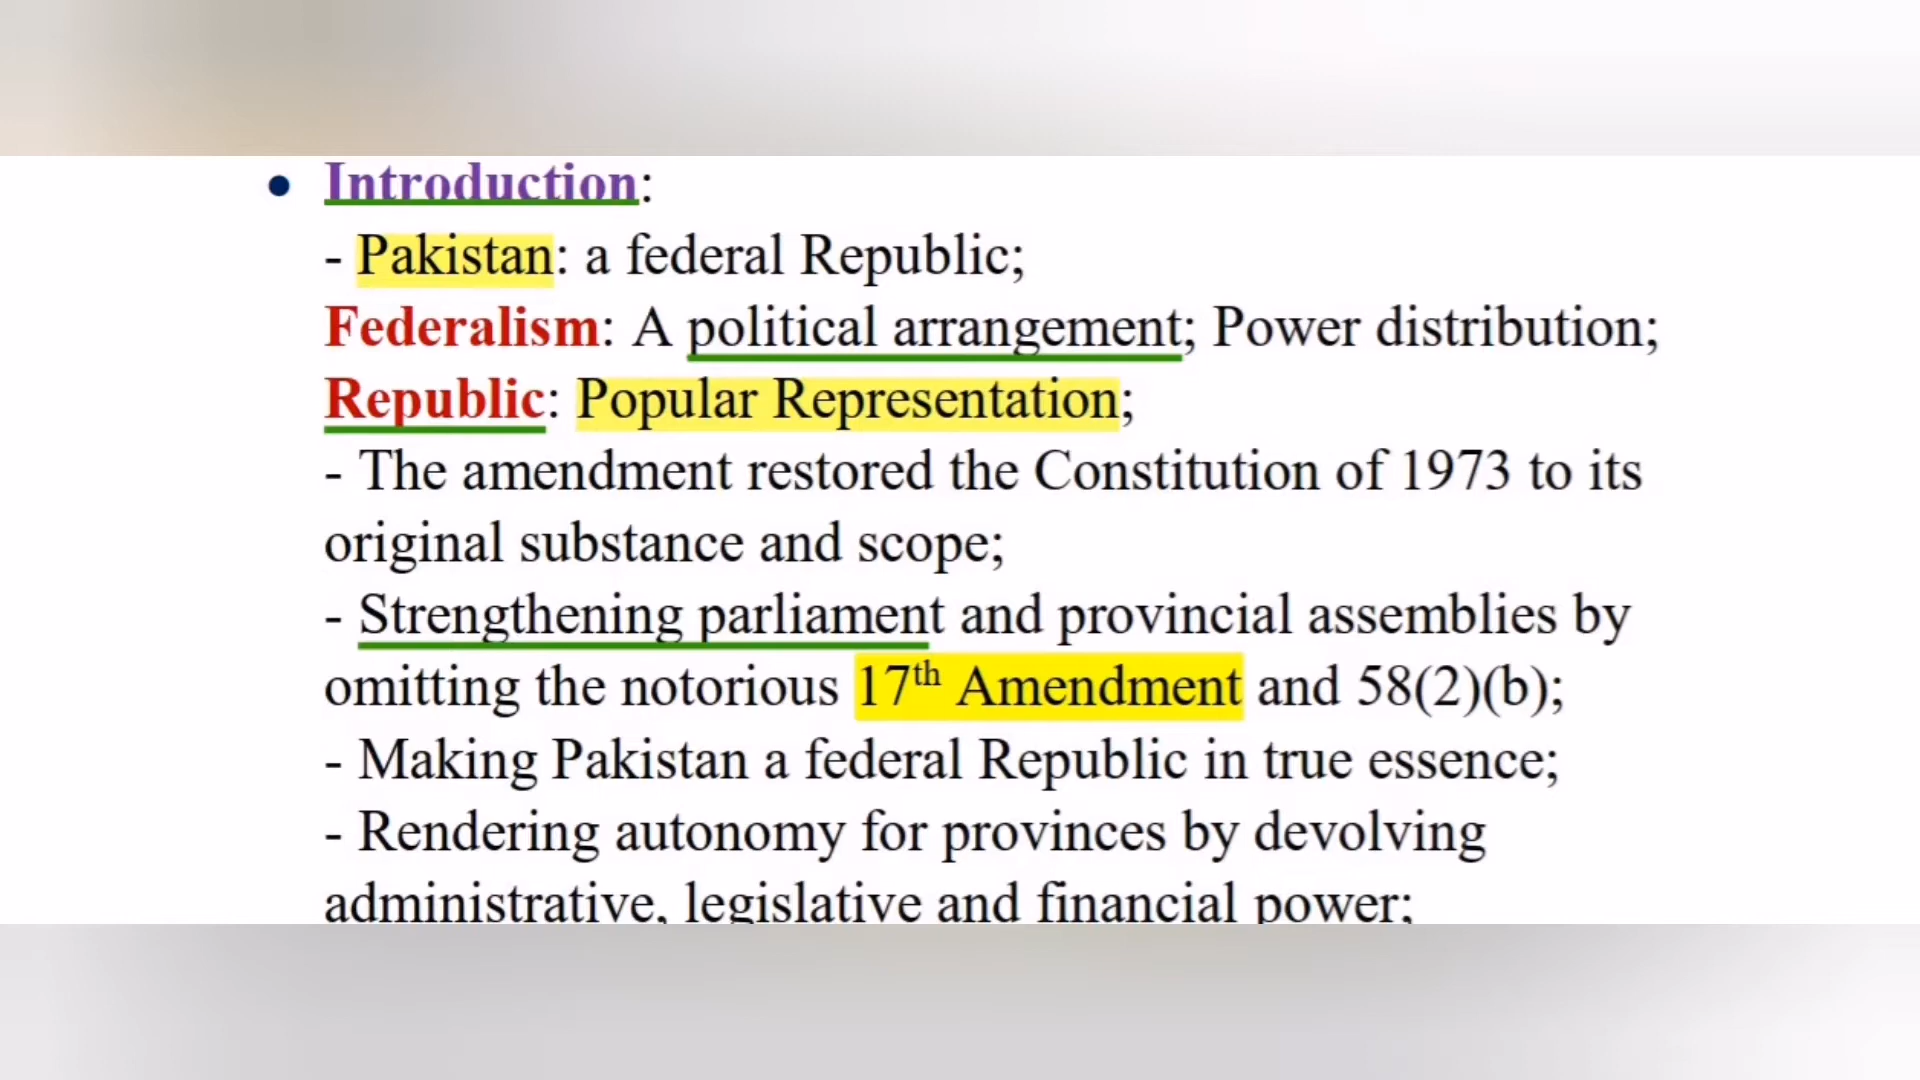 • Introduction:
- Pakistan: a federal Republic;
Federalism: A political arrangement; Power distribution;
Republic: Popular Representation;
- The amendment restored the Constitution of 1973 to its
original substance and scope;
- Strengthening parliament and provincial assemblies by
omitting the notorious 17th Amendment and 58(2)(b);
- Making Pakistan a federal Republic in true essence;
- Rendering autonomy for provinces by devolving
administrative, legislative and financial power;